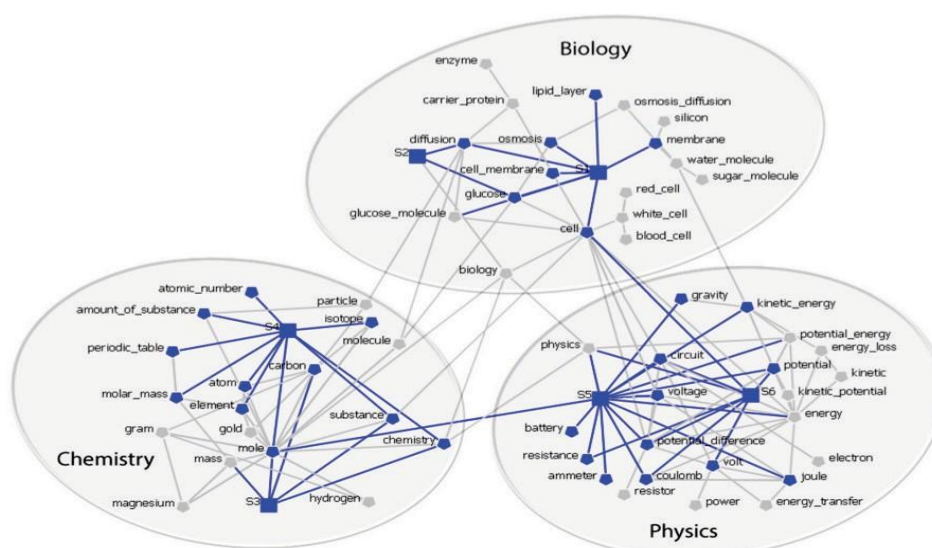 Biology
enzyme
lipid_layer
carrier_protein
osmosis_diffusion
silicon
diffusion
osmosis
membrane
S2
cell_membrane
S1
water_molecule
sugar_molecule
glucose
red_cell
glucose_molecule
white_cell
cell
blood_cell
biology
atomic_number
particle
amount_of_substance
isotope
S4
molecule
periodic_table
carbon
atom
molar_mass
element
substance
gram
gold
chemistry
mole
Chemistry
mass
magnesium
S3
hydrogen
gravity
kinetic_energy
potential_energy
physics
energy_loss
circuit
potential
kinetic
S5
voltage
S6
kinetic_potential
energy
battery
potential_difference
resistance
volt
electron
ammeter
coulomb
joule
resistor
power
energy_transfer
Physics